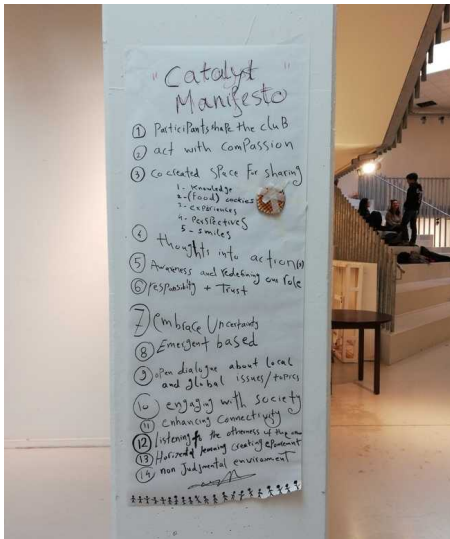 "Catalyst"
Manifesto
① Participants shape the cluB
② act with comPassion
③ co created SPace For sharing
1- Knowledge
2-(Food) cookies
3- experiences
4- persPectives
5- smiles
④ thoughts into action(s)
⑤ Awareness and redefining our role
⑥ responsibility + Trust
⑦ embrace Uncertainty
⑧ Emergent based
⑨ open dialogue about local
and global issues/topics
⑩ engaging with society
⑪ enhancing Connectivity
⑫ Listening to the otherness of the
⑬ Horizontal learning creating
⑭ non Judgmental enviroment